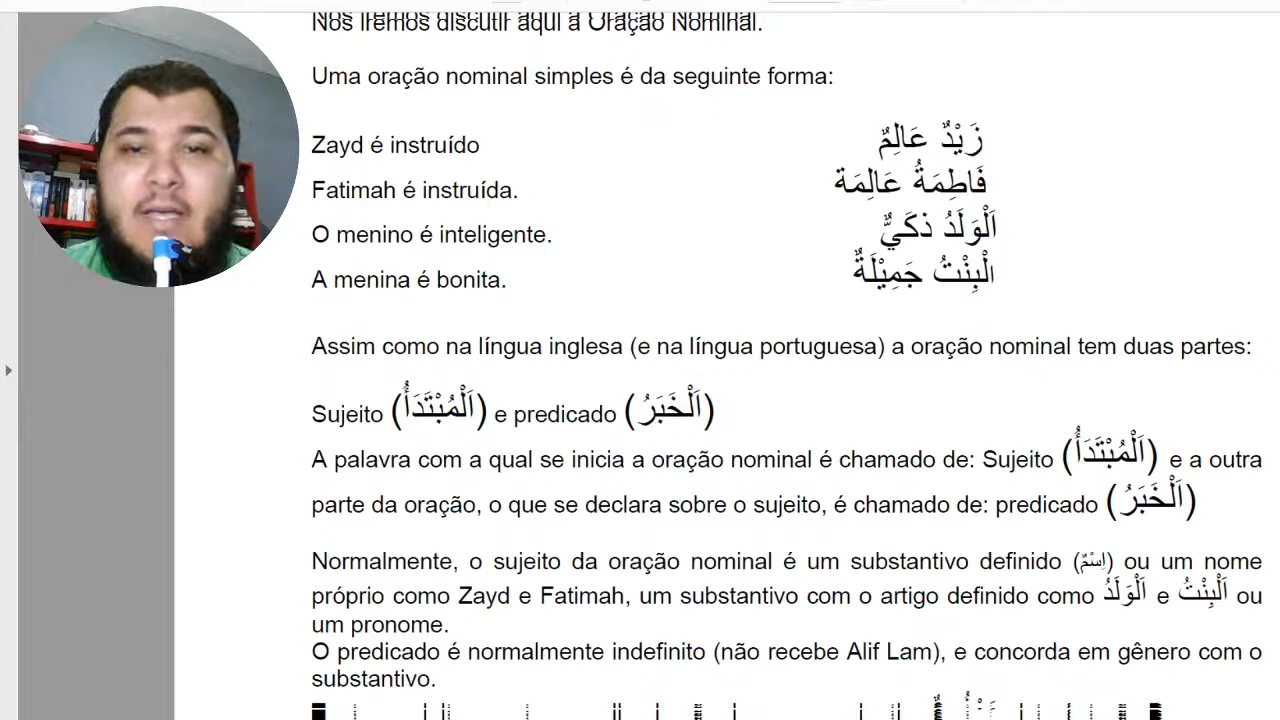 Nós iremos discutir aqui a Oração Nominal.
Uma oração nominal simples é da seguinte forma:
Zayd é instruído زَيْدٌ عَالِمٌ
Fatimah é instruída. فَاطِمَةُ عَالِمَة
O menino é inteligente. اَلْوَلَدُ ذكَيٌّ
A menina é bonita. الْبِنْتُ جَمِيْلَةٌ
Assim como na língua inglesa (e na língua portuguesa) a oração nominal tem duas partes:
Sujeito (اَلْمُبْتَدَأُ) e predicado (اَلْخَبَرُ)
A palavra com a qual se inicia a oração nominal é chamado de: Sujeito (اَلْمُبْتَدَأُ) e a outra
parte da oração, o que se declara sobre o sujeito, é chamado de: predicado (اَلْخَبَرُ)
Normalmente, o sujeito da oração nominal é um substantivo definido (اِسْمٌ) ou um nome
próprio como Zayd e Fatimah, um substantivo com o artigo definido como اَلْوَلَدُ e اَلْبِنْتُ ou
um pronome.
O predicado é normalmente indefinito (não recebe Alif Lam), e concorda em gênero com o
substantivo.